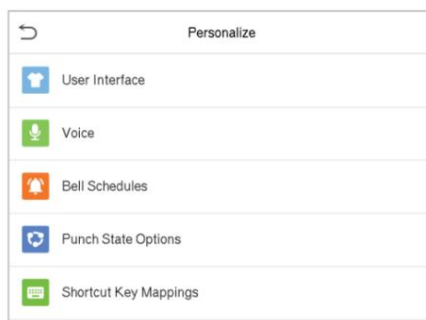 Personalize
User Interface
Voice
Bell Schedules
Punch State Options
Shortcut Key Mappings